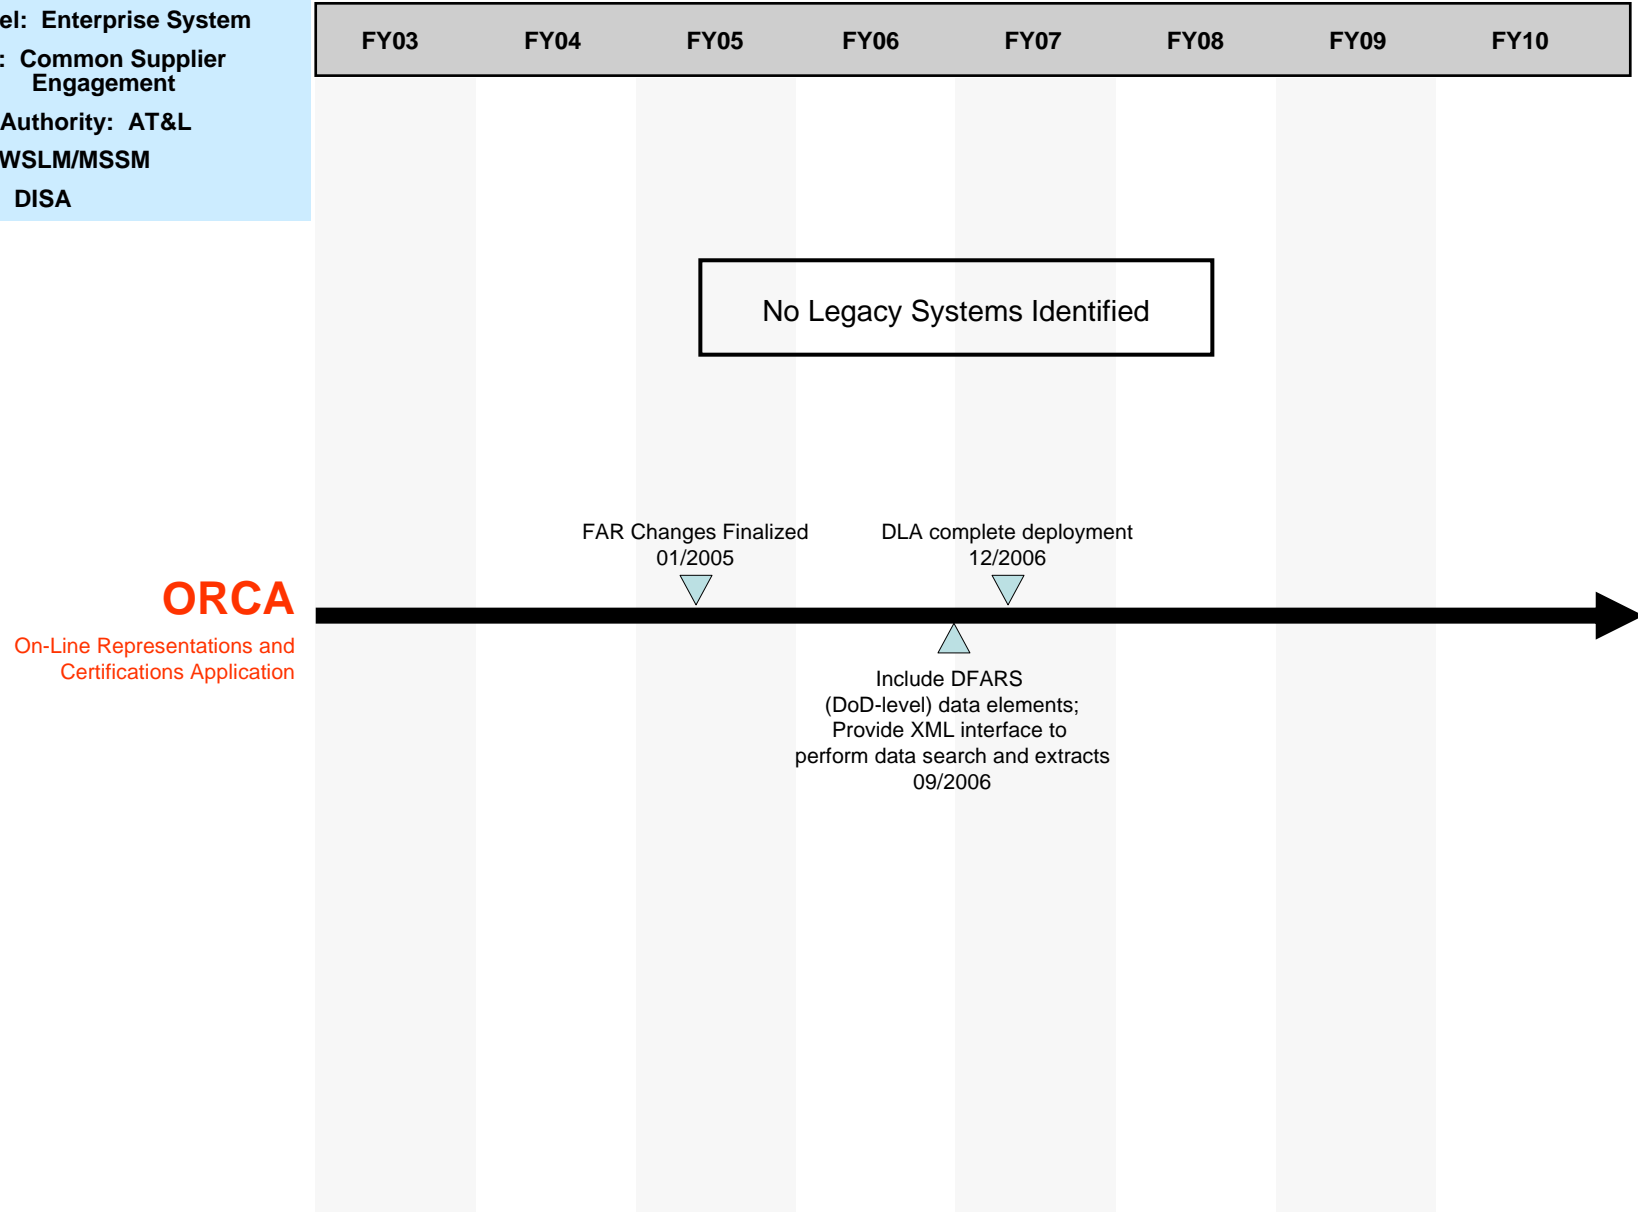 el: Enterprise System
: Common Supplier
Engagement
Authority: AT&L
WSLM/MSSM
DISA
FY03 FY04 FY05 FY06 FY07 FY08 FY09 FY10
No Legacy Systems Identified
FAR Changes Finalized
01/2005
DLA complete deployment
12/2006
ORCA
On-Line Representations and
Certifications Application
Include DFARS
(DoD-level) data elements;
Provide XML interface to
perform data search and extracts
09/2006